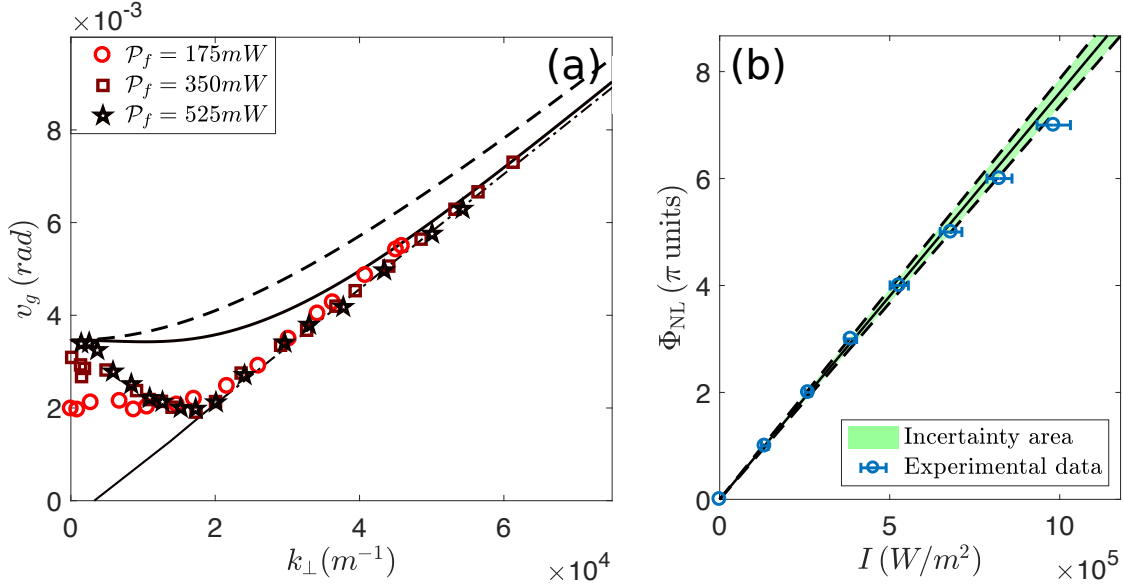 ×10⁻³
(a)
𝒫_f = 175mW
𝒫_f = 350mW
𝒫_f = 525mW
8
6
4
2
0
v_g (rad)
0
2
4
6
k_⊥(m⁻¹)
×10⁴
(b)
8
6
4
2
0
Φ_NL (π units)
Incertainty area
Experimental data
0
5
10
I (W/m²)
×10⁵